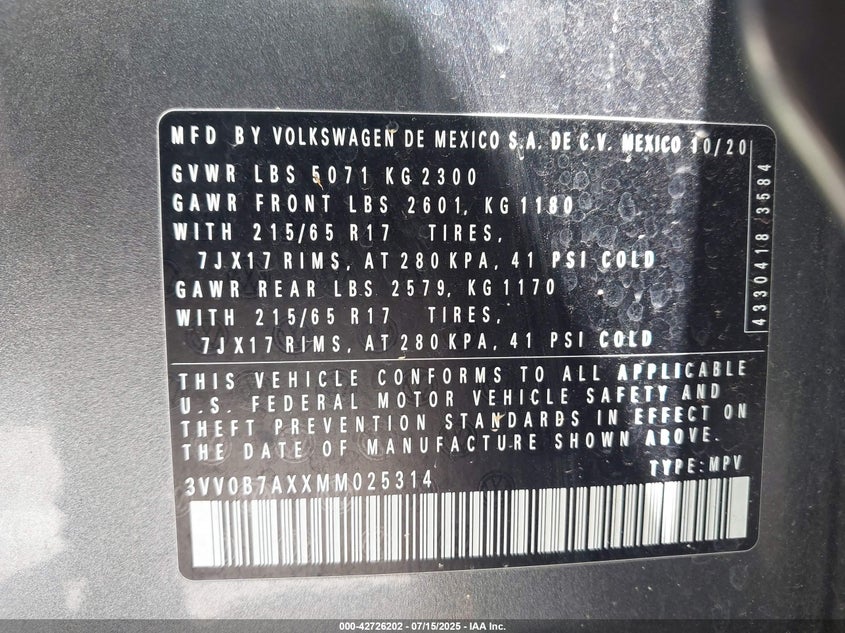 MFD BY VOLKSWAGEN DE MEXICO S.A. DE C.V. MEXICO 10/20
GVWR LBS 5071 KG 2300
GAWR FRONT LBS 2601, KG 1180
WITH 215/65 R17 TIRES,
7JX17 RIMS, AT 280 KPA, 41 PSI COLD
GAWR REAR LBS 2579, KG 1170
WITH 215/65 R17 TIRES,
7JX17 RIMS, AT 280 KPA, 41 PSI COLD
4330418 3584
THIS VEHICLE CONFORMS TO ALL APPLICABLE
U.S. FEDERAL MOTOR VEHICLE SAFETY AND
THEFT PREVENTION STANDARDS IN EFFECT ON
THE DATE OF MANUFACTURE SHOWN ABOVE.
TYPE: MPV
3VV0B7AXXMM025314
000-42726202 - 07/15/2025 - IAA Inc.